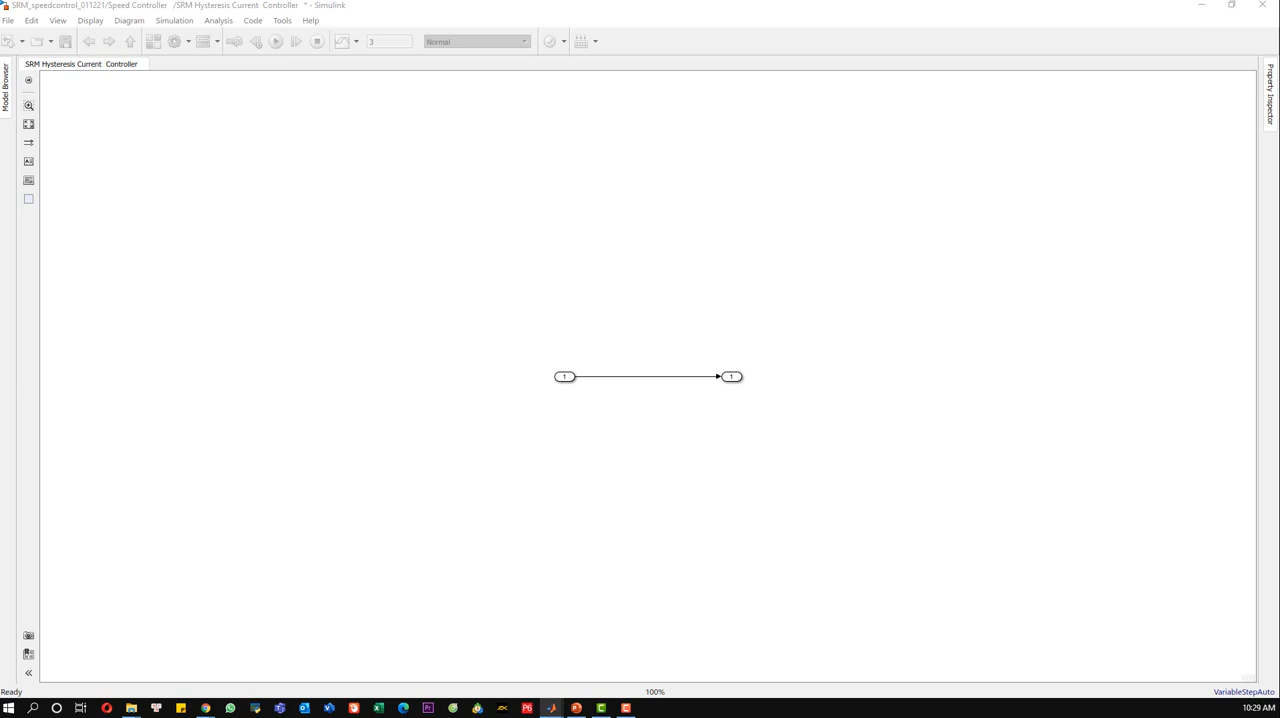 SRM_speedcontrol_011221/Speed Controller /SRM Hysteresis Current Controller * - Simulink
File Edit View Display Diagram Simulation Analysis Code Tools Help
3 Normal
SRM Hysteresis Current Controller
Model Browser
Property Inspector
1 1
Ready 100% VariableStepAuto
10:29 AM